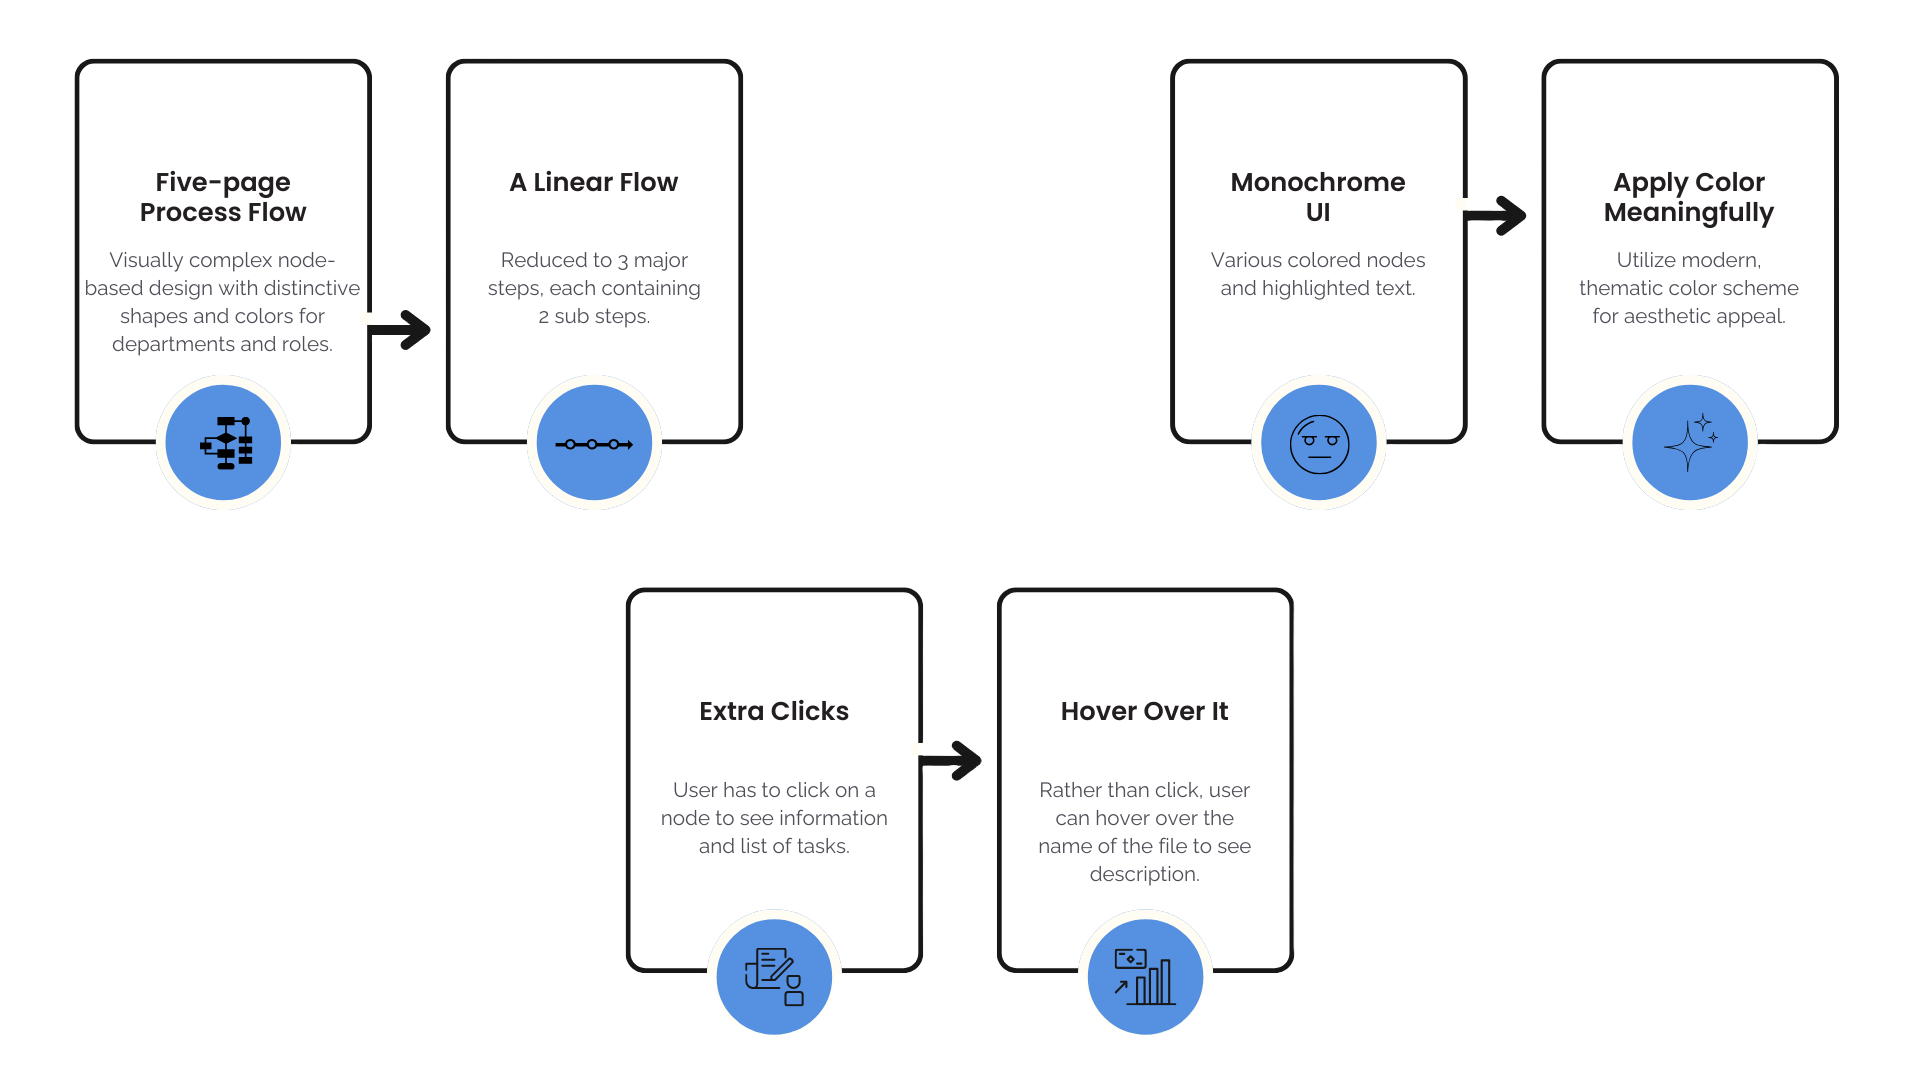 Five-page
Process Flow
Visually complex node-
based design with distinctive
shapes and colors for
departments and roles.
A Linear Flow
Reduced to 3 major
steps, each containing
2 sub steps.
Monochrome
UI
Various colored nodes
and highlighted text.
Apply Color
Meaningfully
Utilize modern,
thematic color scheme
for aesthetic appeal.
Extra Clicks
User has to click on a
node to see information
and list of tasks.
Hover Over It
Rather than click, user
can hover over the
name of the file to see
description.